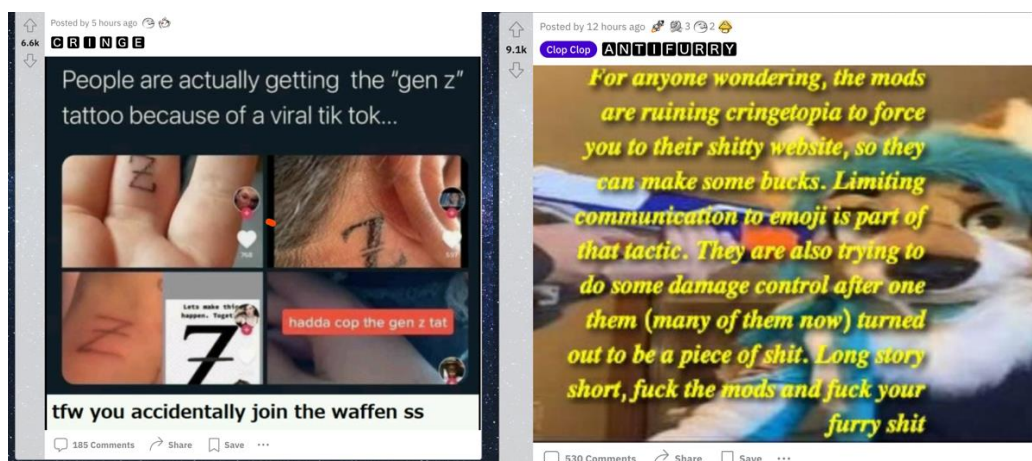 Posted by 5 hours ago
6.6k
CRINGE
People are actually getting the “gen z”
tattoo because of a viral tik tok...
Lets make thin
happen. Toget
hadda cop the gen z tat
tfw you accidentally join the waffen ss
185 Comments Share Save ...
Posted by 12 hours ago 3 2
9.1k
Clop Clop ANTIFURRY
For anyone wondering, the mods
are ruining cringetopia to force
you to their shitty website, so they
can make some bucks. Limiting
communication to emoji is part of
that tactic. They are also trying to
do some damage control after one
them (many of them now) turned
out to be a piece of shit. Long story
short, fuck the mods and fuck your
furry shit
530 Comments Share Save ...